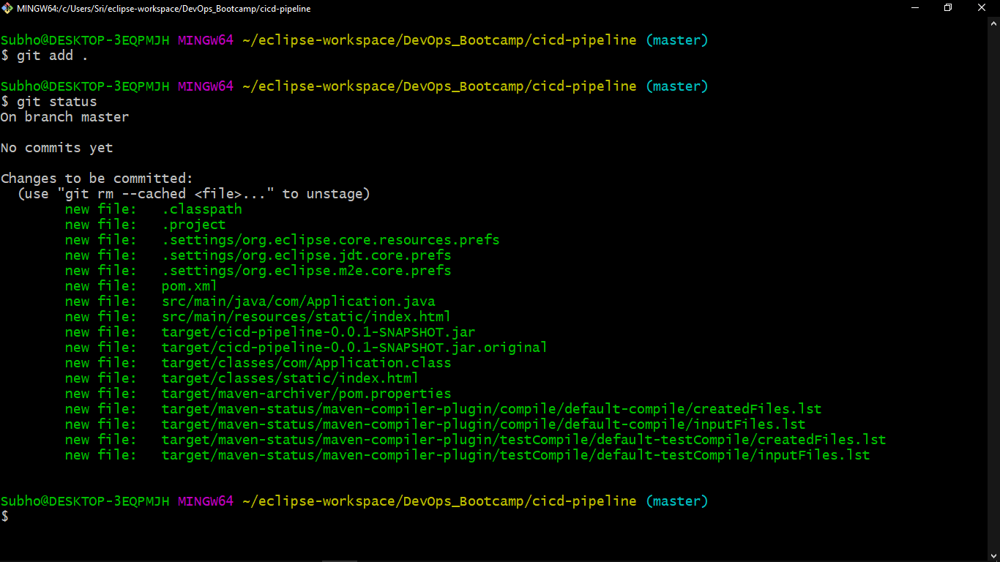 MINGW64:/c/Users/Sri/eclipse-workspace/DevOps_Bootcamp/cicd-pipeline
Subho@DESKTOP-3EQPMJH MINGW64 ~/eclipse-workspace/DevOps_Bootcamp/cicd-pipeline (master)
$ git add .
Subho@DESKTOP-3EQPMJH MINGW64 ~/eclipse-workspace/DevOps_Bootcamp/cicd-pipeline (master)
$ git status
On branch master
No commits yet
Changes to be committed:
  (use "git rm --cached <file>..." to unstage)
        new file:   .classpath
        new file:   .project
        new file:   .settings/org.eclipse.core.resources.prefs
        new file:   .settings/org.eclipse.jdt.core.prefs
        new file:   .settings/org.eclipse.m2e.core.prefs
        new file:   pom.xml
        new file:   src/main/java/com/Application.java
        new file:   src/main/resources/static/index.html
        new file:   target/cicd-pipeline-0.0.1-SNAPSHOT.jar
        new file:   target/cicd-pipeline-0.0.1-SNAPSHOT.jar.original
        new file:   target/classes/com/Application.class
        new file:   target/classes/static/index.html
        new file:   target/maven-archiver/pom.properties
        new file:   target/maven-status/maven-compiler-plugin/compile/default-compile/createdFiles.lst
        new file:   target/maven-status/maven-compiler-plugin/compile/default-compile/inputFiles.lst
        new file:   target/maven-status/maven-compiler-plugin/testCompile/default-testCompile/createdFiles.lst
        new file:   target/maven-status/maven-compiler-plugin/testCompile/default-testCompile/inputFiles.lst
Subho@DESKTOP-3EQPMJH MINGW64 ~/eclipse-workspace/DevOps_Bootcamp/cicd-pipeline (master)
$